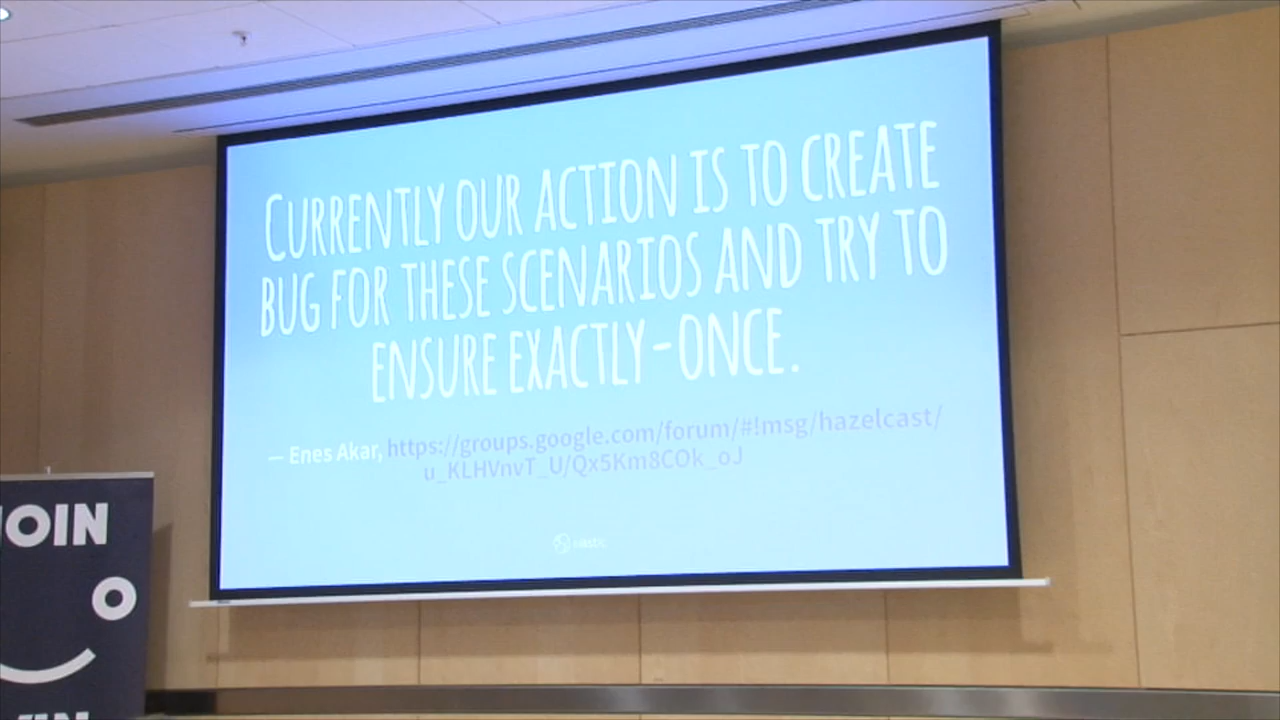 CURRENTLY OUR ACTION IS TO CREATE
BUG FOR THESE SCENARIOS AND TRY TO
ENSURE EXACTLY-ONCE.
— Enes Akar, https://groups.google.com/forum/#!msg/hazelcast/
u_KLHVnvT_U/Qx5Km8COk_oJ
elastic
JOIN